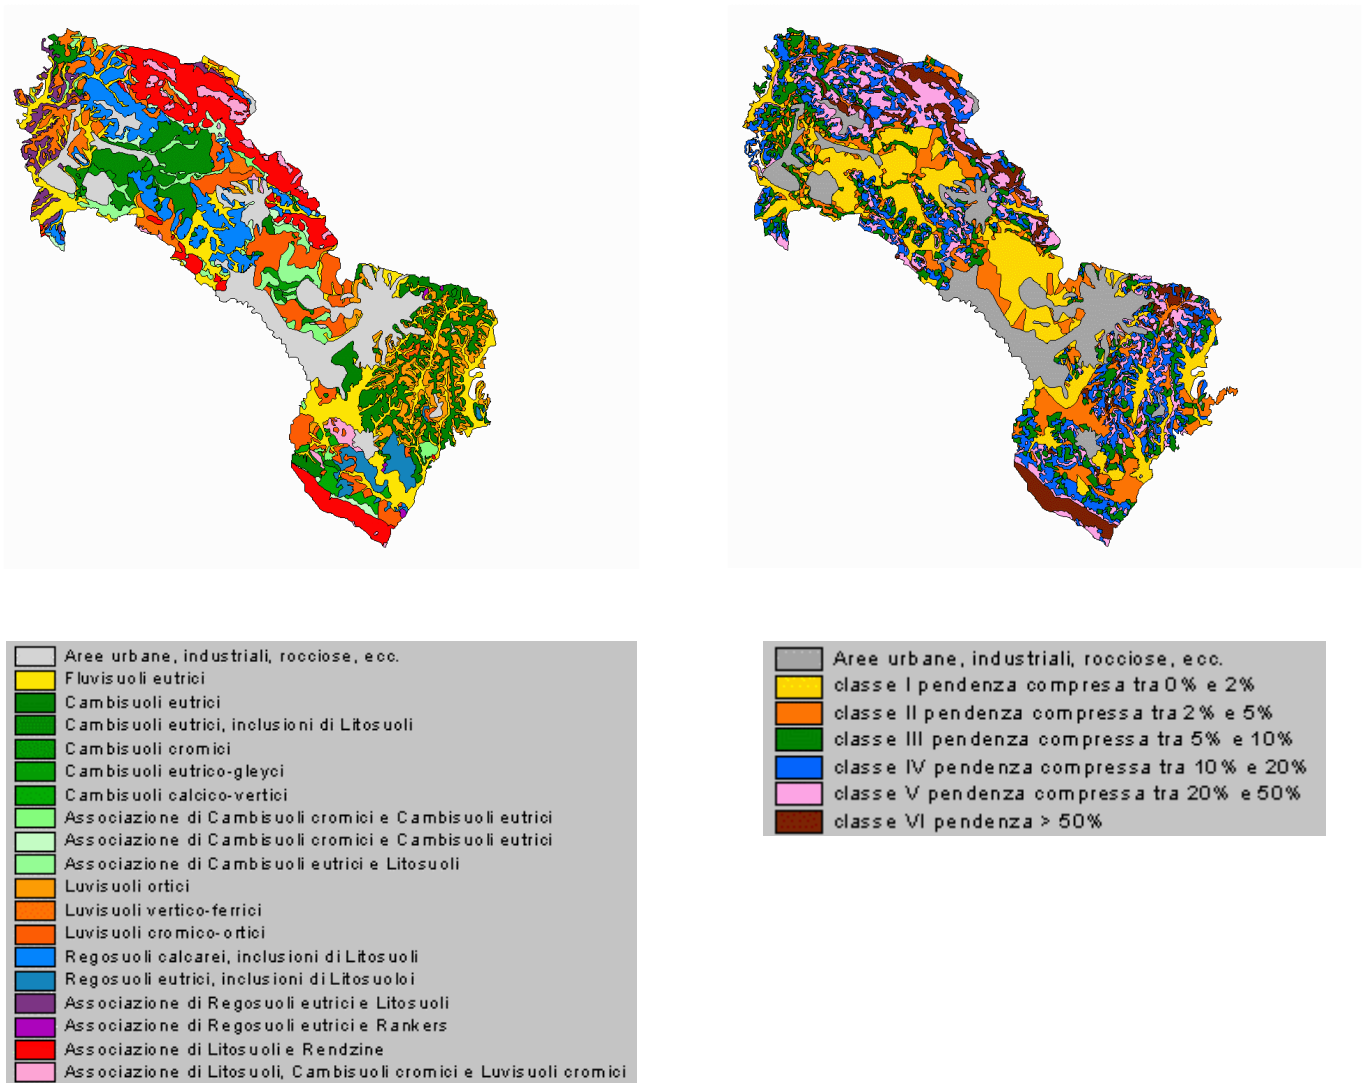 Aree urbane, industriali, rocciose, ecc.
Fluvisuoli eutrici
Cambisuoli eutrici
Cambisuoli eutrici, inclusioni di Litosuoli
Cambisuoli cromici
Cambisuoli eutrico-gleyci
Cambisuoli calcico-vertici
Associazione di Cambisuoli cromici e Cambisuoli eutrici
Associazione di Cambisuoli cromici e Cambisuoli eutrici
Associazione di Cambisuoli eutrici e Litosuoli
Luvisuoli ortici
Luvisuoli vertico-ferrici
Luvisuoli cromico-ortici
Regosuoli calcarei, inclusioni di Litosuoli
Regosuoli eutrici, inclusioni di Litosuoloi
Associazione di Regosuoli eutrici e Litosuoli
Associazione di Regosuoli eutrici e Rankers
Associazione di Litosuoli e Rendzine
Associazione di Litosuoli, Cambisuoli cromici e Luvisuoli cromici
Aree urbane, industriali, rocciose, ecc.
classe I pendenza compresa tra 0% e 2%
classe II pendenza compressa tra 2% e 5%
classe III pendenza compressa tra 5% e 10%
classe IV pendenza compressa tra 10% e 20%
classe V pendenza compressa tra 20% e 50%
classe VI pendenza > 50%